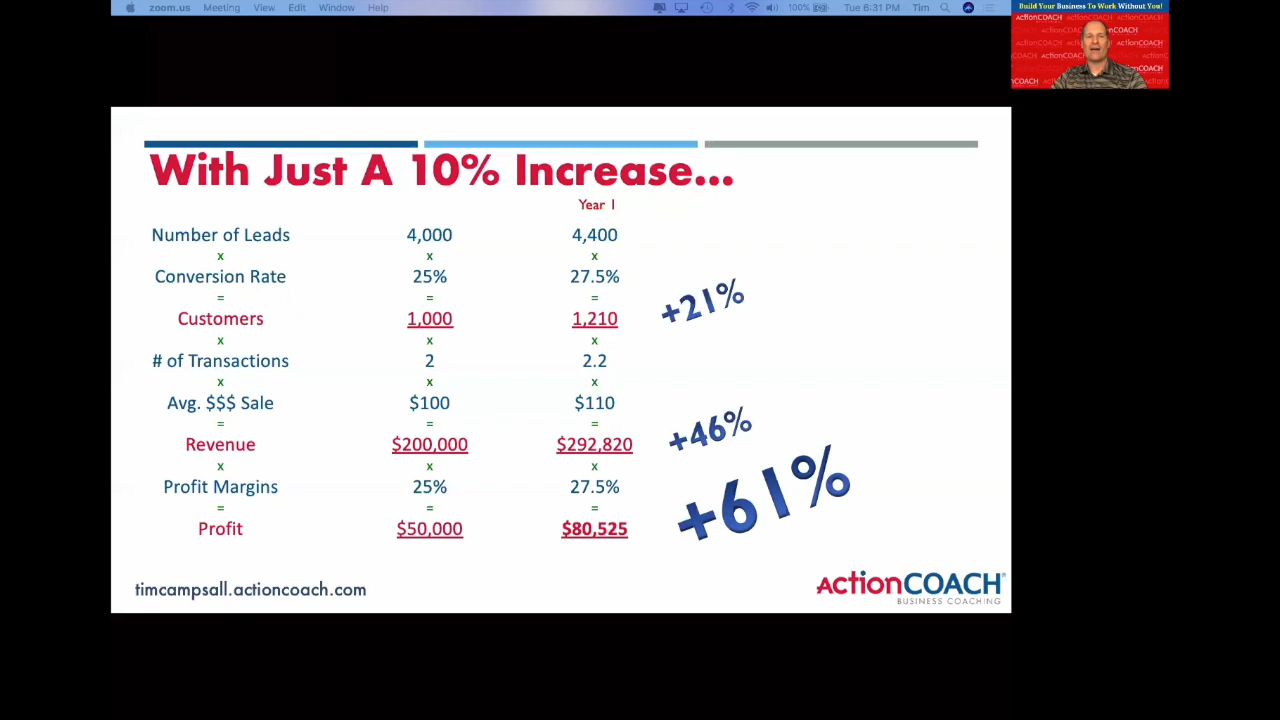 zoom.us Meeting View Edit Window Help 100% Tue 6:31 PM Tim
Build Your Business To Work Without You!
ActionCOACH
With Just A 10% Increase...
Year 1
Number of Leads 4,000 4,400
x x x
Conversion Rate 25% 27.5%
= = =
+21%
Customers 1,000 1,210
x x x
# of Transactions 2 2.2
x x x
Avg. $$$ Sale $100 $110
= = =
+46%
Revenue $200,000 $292,820
x x x
Profit Margins 25% 27.5%
= = =
+61%
Profit $50,000 $80,525
timcampsall.actioncoach.com
ActionCOACH
BUSINESS COACHING